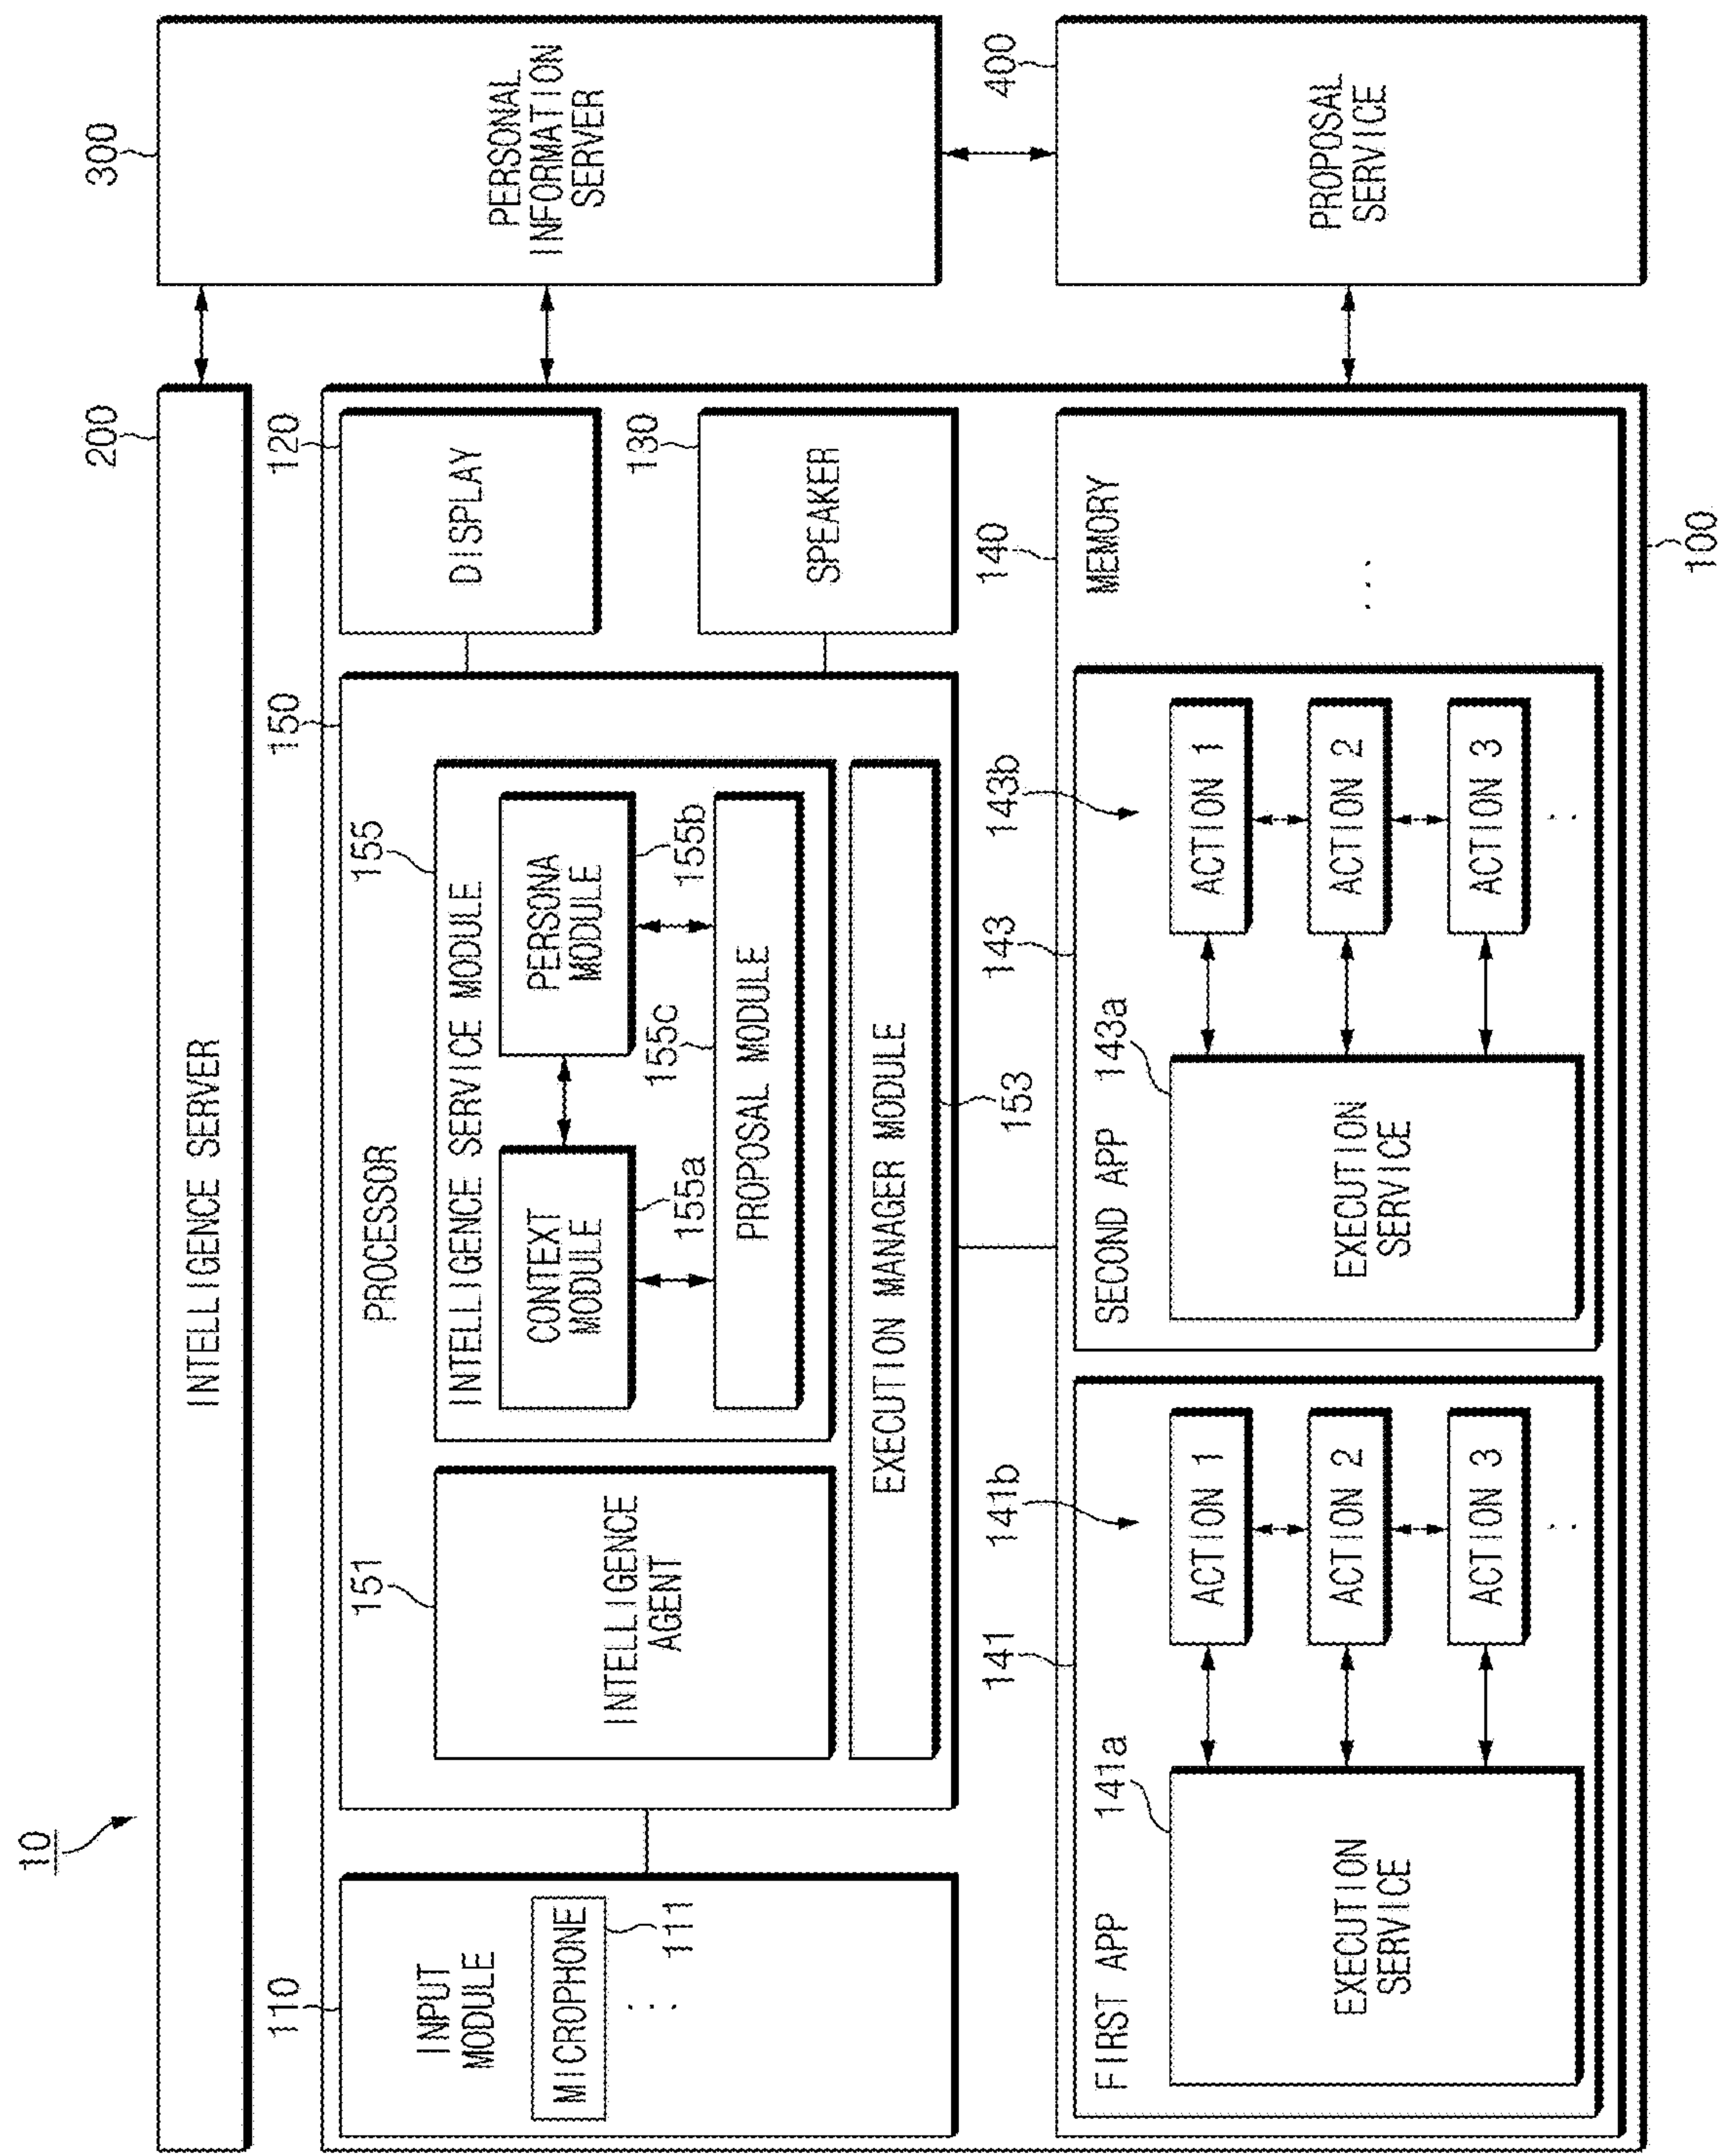 10
INTELLIGENCE SERVER
200
300
PERSONAL
INFORMATION
SERVER
110
INPUT
MODULE
MICROPHONE
111
150
PROCESSOR
151
INTELLIGENCE
AGENT
155
INTELLIGENCE SERVICE MODULE
CONTEXT
MODULE
155a
PERSONA
MODULE
155b
155c
PROPOSAL MODULE
EXECUTION MANAGER MODULE
153
120
DISPLAY
130
SPEAKER
140
MEMORY
...
141
FIRST APP
141a
EXECUTION
SERVICE
141b
ACTION 1
ACTION 2
ACTION 3
143
SECOND APP
143a
EXECUTION
SERVICE
143b
ACTION 1
ACTION 2
ACTION 3
100
400
PROPOSAL
SERVICE